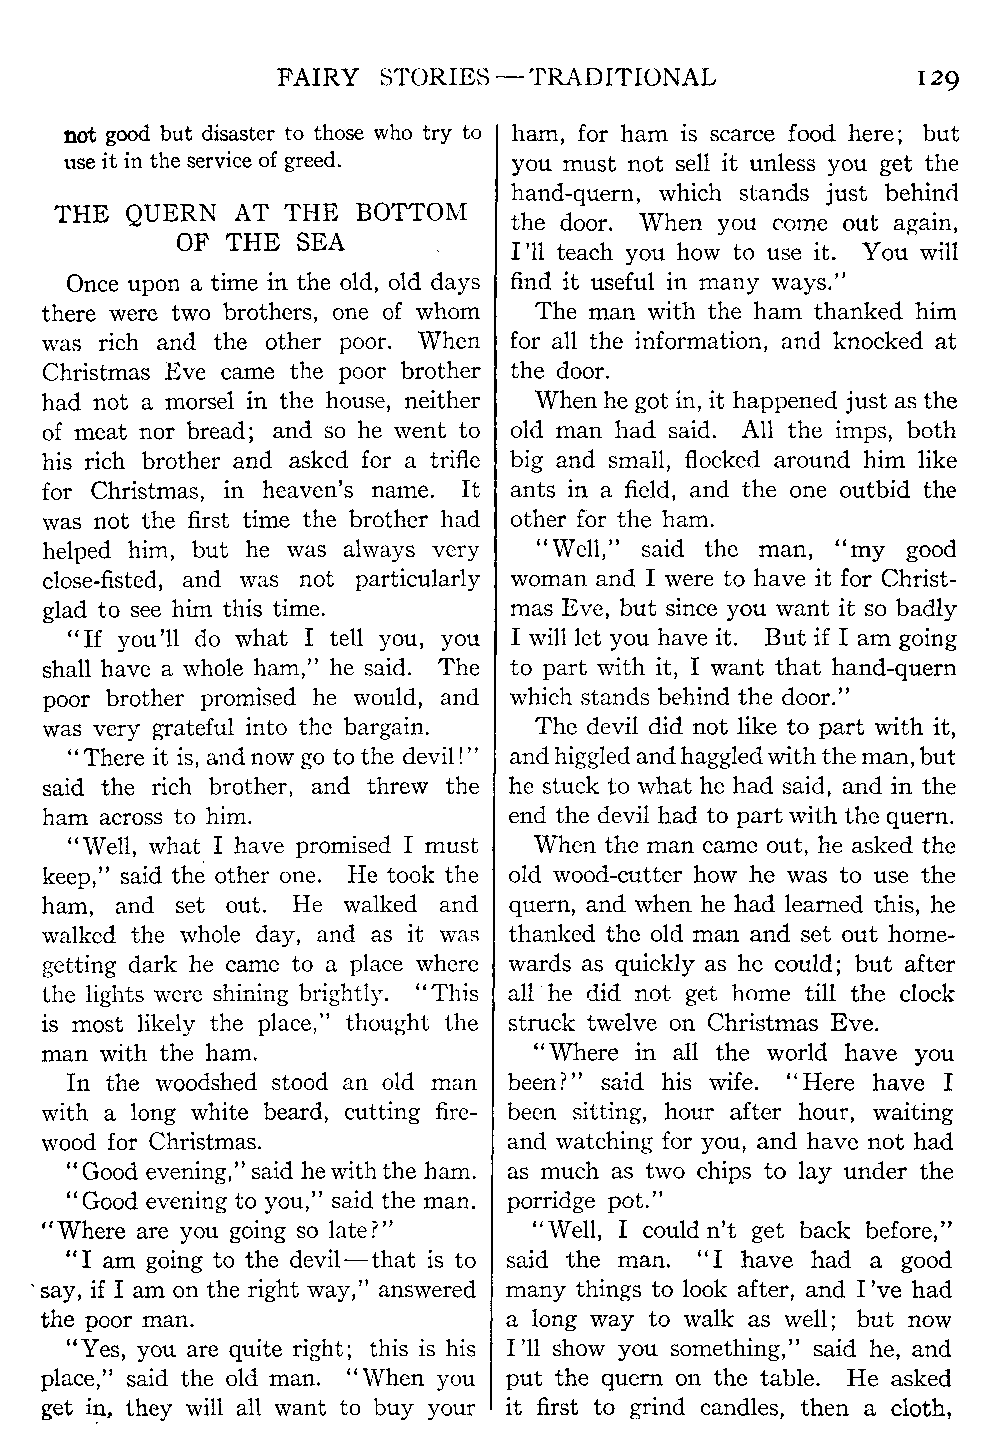 FAIRY STORIES—TRADITIONAL 129
not good but disaster to those who try to
use it in the service of greed.
THE QUERN AT THE BOTTOM
OF THE SEA
Once upon a time in the old, old days
there were two brothers, one of whom
was rich and the other poor. When
Christmas Eve came the poor brother
had not a morsel in the house, neither
of meat nor bread; and so he went to
his rich brother and asked for a trifle
for Christmas, in heaven's name. It
was not the first time the brother had
helped him, but he was always very
close-fisted, and was not particularly
glad to see him this time.
"If you'll do what I tell you, you
shall have a whole ham," he said. The
poor brother promised he would, and
was very grateful into the bargain.
"There it is, and now go to the devil!"
said the rich brother, and threw the
ham across to him.
"Well, what I have promised I must
keep," said the other one. He took the
ham, and set out. He walked and
walked the whole day, and as it was
getting dark he came to a place where
the lights were shining brightly. "This
is most likely the place," thought the
man with the ham.
In the woodshed stood an old man
with a long white beard, cutting fire-
wood for Christmas.
"Good evening," said he with the ham.
"Good evening to you," said the man.
"Where are you going so late?"
"I am going to the devil—that is to
say, if I am on the right way," answered
the poor man.
"Yes, you are quite right; this is his
place," said the old man. "When you
get in, they will all want to buy your
ham, for ham is scarce food here; but
you must not sell it unless you get the
hand-quern, which stands just behind
the door. When you come out again,
I'll teach you how to use it. You will
find it useful in many ways."
The man with the ham thanked him
for all the information, and knocked at
the door.
When he got in, it happened just as the
old man had said. All the imps, both
big and small, flocked around him like
ants in a field, and the one outbid the
other for the ham.
"Well," said the man, "my good
woman and I were to have it for Christ-
mas Eve, but since you want it so badly
I will let you have it. But if I am going
to part with it, I want that hand-quern
which stands behind the door."
The devil did not like to part with it,
and higgled and haggled with the man, but
he stuck to what he had said, and in the
end the devil had to part with the quern.
When the man came out, he asked the
old wood-cutter how he was to use the
quern, and when he had learned this, he
thanked the old man and set out home-
wards as quickly as he could; but after
all he did not get home till the clock
struck twelve on Christmas Eve.
"Where in all the world have you
been?" said his wife. "Here have I
been sitting, hour after hour, waiting
and watching for you, and have not had
as much as two chips to lay under the
porridge pot."
"Well, I could n't get back before,"
said the man. "I have had a good
many things to look after, and I've had
a long way to walk as well; but now
I'll show you something," said he, and
put the quern on the table. He asked
it first to grind candles, then a cloth,